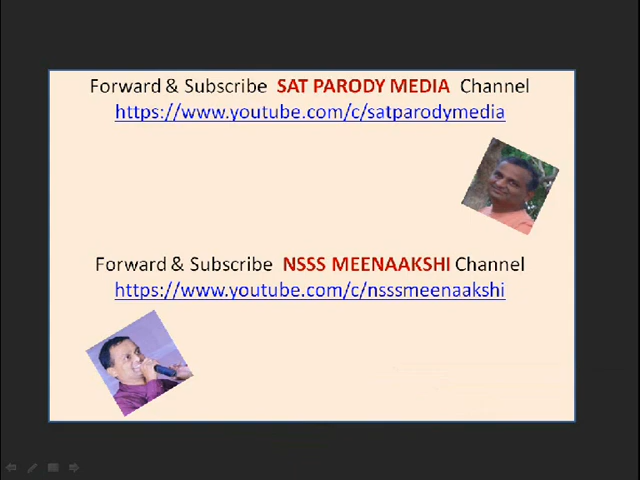 Forward & Subscribe SAT PARODY MEDIA Channel
https://www.youtube.com/c/satparodymedia
Forward & Subscribe NSSS MEENAAKSHI Channel
https://www.youtube.com/c/nsssmeenaakshi